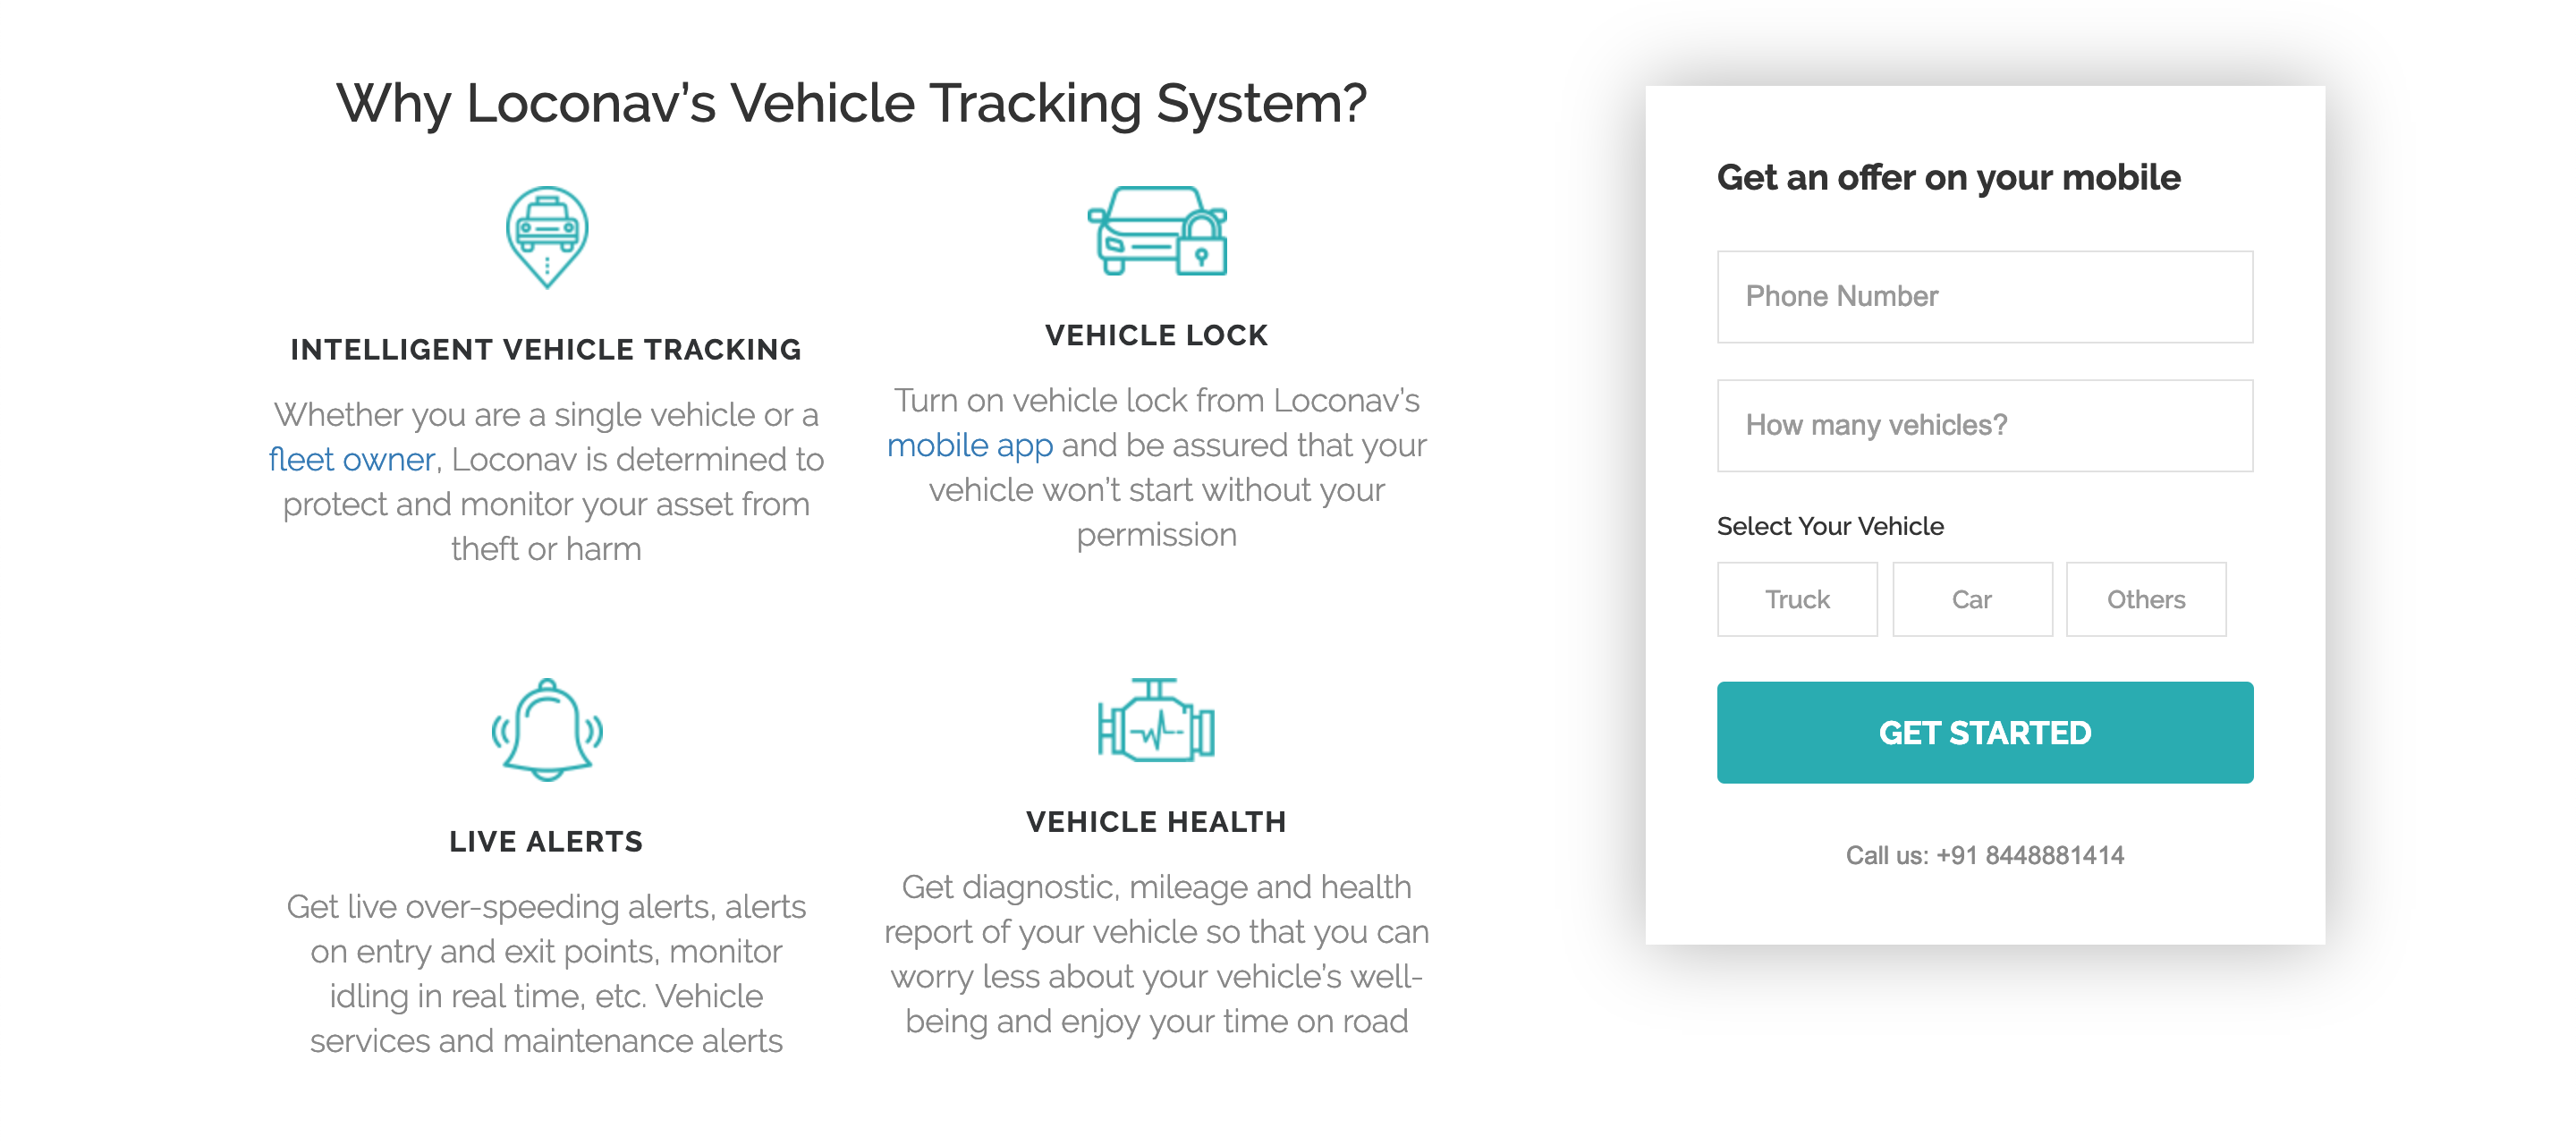 Why Loconav's Vehicle Tracking System?
INTELLIGENT VEHICLE TRACKING
Whether you are a single vehicle or a
fleet owner, Loconav is determined to
protect and monitor your asset from
theft or harm
VEHICLE LOCK
Turn on vehicle lock from Loconav's
mobile app and be assured that your
vehicle won't start without your
permission
LIVE ALERTS
Get live over-speeding alerts, alerts
on entry and exit points, monitor
idling in real time, etc. Vehicle
services and maintenance alerts
VEHICLE HEALTH
Get diagnostic, mileage and health
report of your vehicle so that you can
worry less about your vehicle's well-
being and enjoy your time on road
Get an offer on your mobile
Phone Number
How many vehicles?
Select Your Vehicle
Truck Car Others
GET STARTED
Call us: +91 8448881414